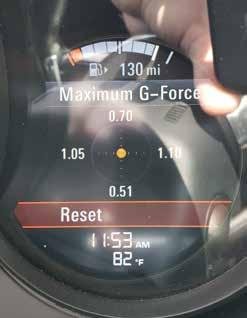 130 mi
Maximum G-Force
0.70
1.05 1.10
0.51
Reset
11:53 AM
82 °F